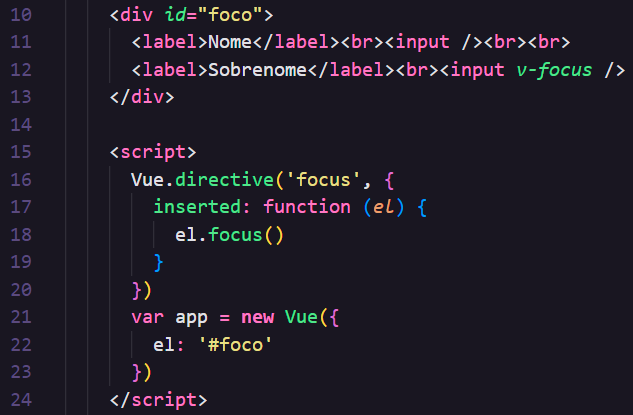 10 <div id="foco">
11 <label>Nome</label><br><input /><br><br>
12 <label>Sobrenome</label><br><input v-focus />
13 </div>
14
15 <script>
16 Vue.directive('focus', {
17 inserted: function (el) {
18 el.focus()
19 }
20 })
21 var app = new Vue({
22 el: '#foco'
23 })
24 </script>